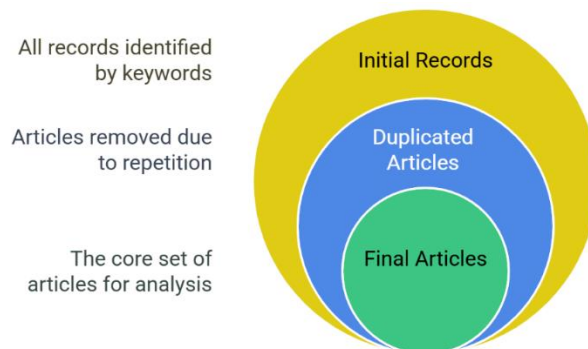 All records identified
by keywords
Initial Records
Articles removed due
to repetition
Duplicated
Articles
The core set of
articles for analysis
Final Articles